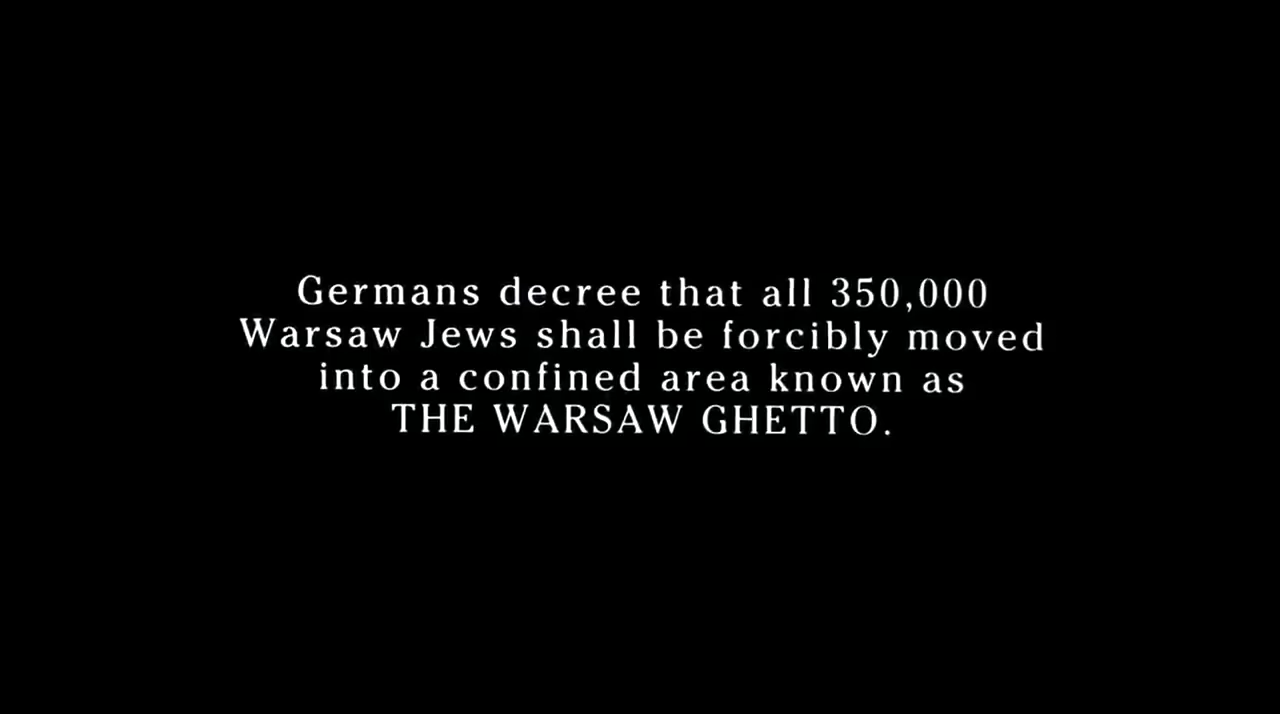 Germans decree that all 350,000
Warsaw Jews shall be forcibly moved
into a confined area known as
THE WARSAW GHETTO.